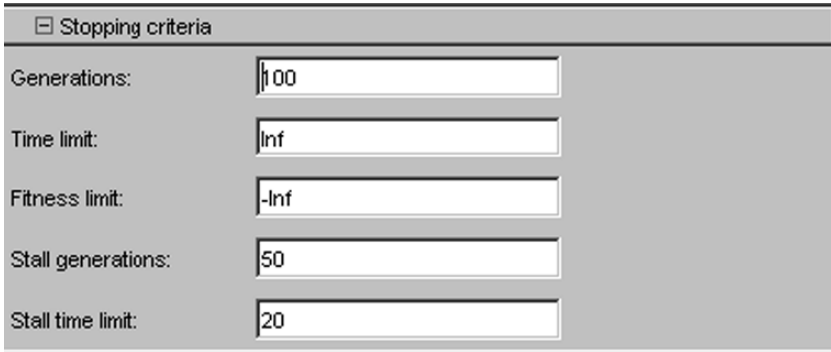 Stopping criteria
Generations: 100
Time limit: Inf
Fitness limit: -Inf
Stall generations: 50
Stall time limit: 20